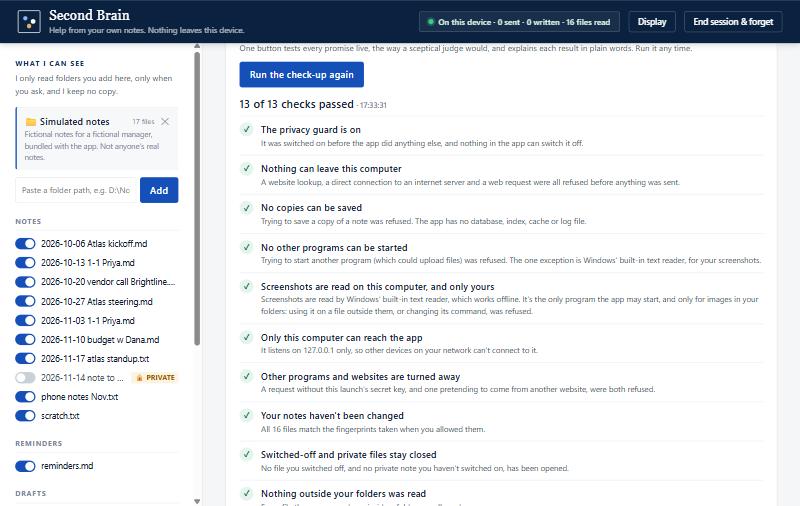 Second Brain
Help from your own notes. Nothing leaves this device.
On this device · 0 sent · 0 written · 16 files read
Display
End session & forget
WHAT I CAN SEE
I only read folders you add here, only when
you ask, and I keep no copy.
Simulated notes
17 files
Fictional notes for a fictional manager,
bundled with the app. Not anyone's real
notes.
Paste a folder path, e.g. D:\No
Add
NOTES
2026-10-06 Atlas kickoff.md
2026-10-13 1-1 Priya.md
2026-10-20 vendor call Brightline...
2026-10-27 Atlas steering.md
2026-11-03 1-1 Priya.md
2026-11-10 budget w Dana.md
2026-11-17 atlas standup.txt
2026-11-14 note to ...
PRIVATE
phone notes Nov.txt
scratch.txt
REMINDERS
reminders.md
DRAFTS
One button tests every promise live, the way a sceptical judge would, and explains each result in plain words. Run it any time.
Run the check-up again
13 of 13 checks passed · 17:33:31
The privacy guard is on
It was switched on before the app did anything else, and nothing in the app can switch it off.
Nothing can leave this computer
A website lookup, a direct connection to an internet server and a web request were all refused before anything was sent.
No copies can be saved
Trying to save a copy of a note was refused. The app has no database, index, cache or log file.
No other programs can be started
Trying to start another program (which could upload files) was refused. The one exception is Windows' built-in text reader, for your screenshots.
Screenshots are read on this computer, and only yours
Screenshots are read by Windows' built-in text reader, which works offline. It's the only program the app may start, and only for images in your
folders: using it on a file outside them, or changing its command, was refused.
Only this computer can reach the app
It listens on 127.0.0.1 only, so other devices on your network can't connect to it.
Other programs and websites are turned away
A request without this launch's secret key, and one pretending to come from another website, were both refused.
Your notes haven't been changed
All 16 files match the fingerprints taken when you allowed them.
Switched-off and private files stay closed
No file you switched off, and no private note you haven't switched on, has been opened.
Nothing outside your folders was read